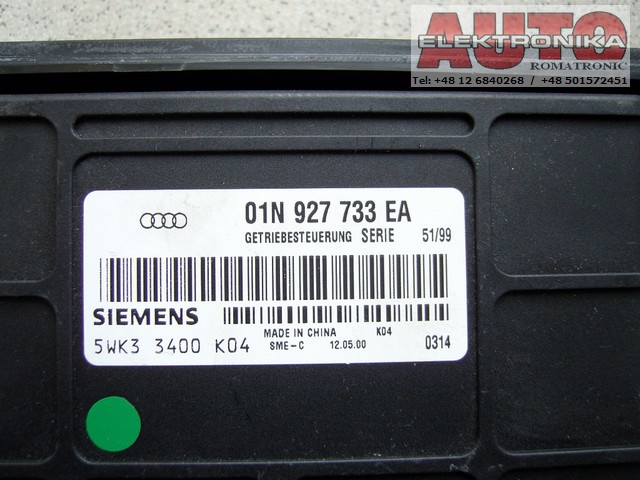 AUTO
ELEKTRONIKA
ROMATRONIC
Tel: +48 12 6840268 / +48 501572451
01N 927 733 EA
GETRIEBESTEUERUNG SERIE 51/99
SIEMENS
MADE IN CHINA K04
5WK3 3400 K04 SME-C 12.05.00 0314